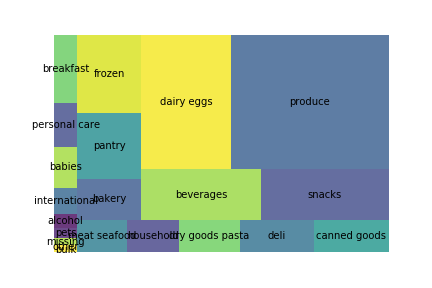 breakfast
frozen
dairy eggs
produce
personal care
pantry
babies
bakery
beverages
snacks
international
alcohol
pets
missing
other
bulk
meat seafood
household
dry goods pasta
deli
canned goods